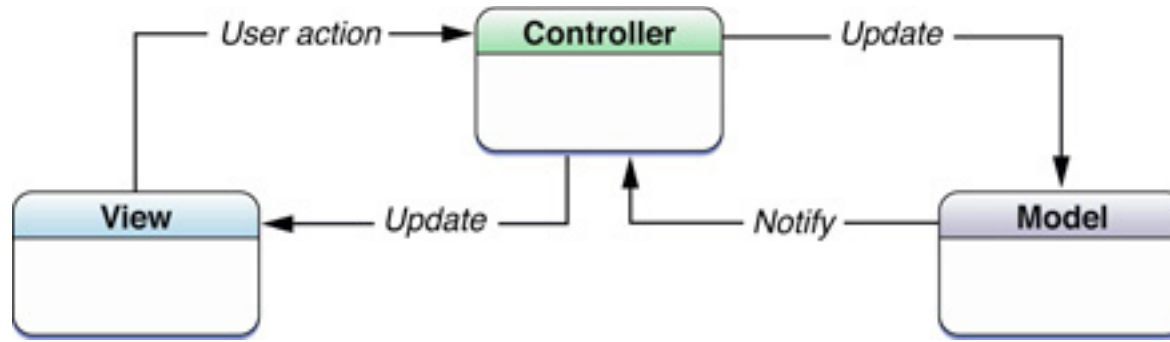 User action
Controller
Update
View
Update
Notify
Model